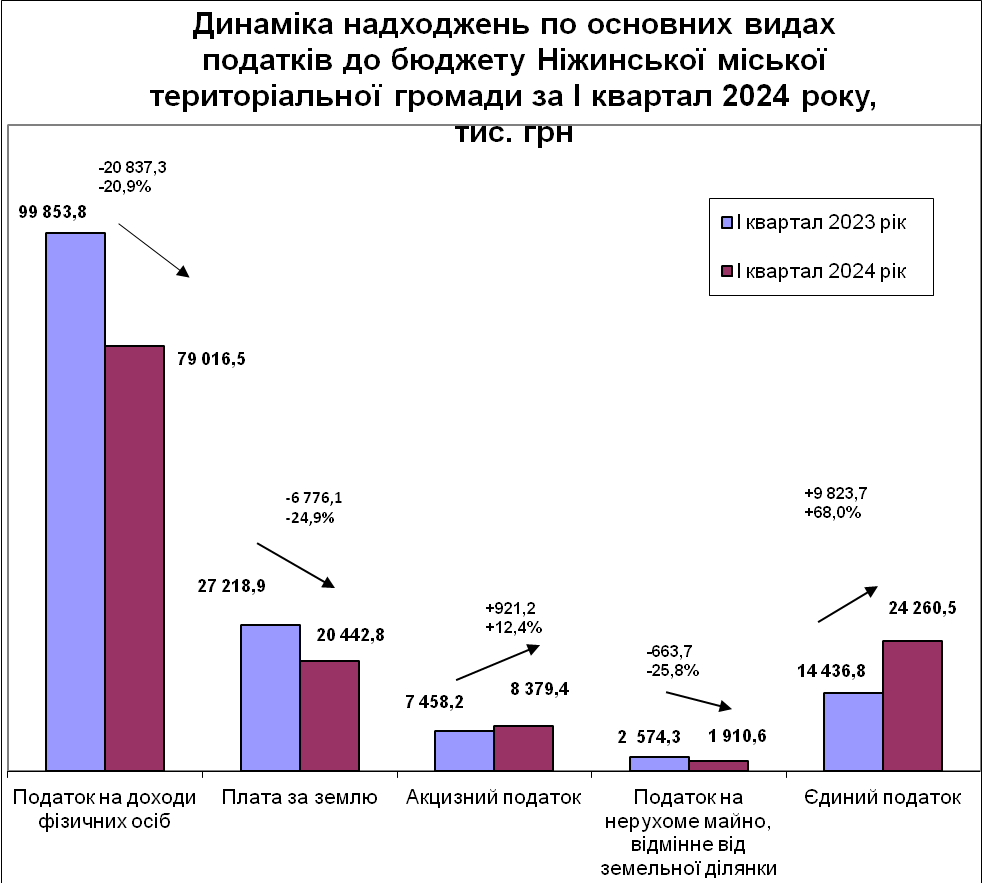 Динаміка надходжень по основних видах
податків до бюджету Ніжинської міської
територіальної громади за І квартал 2024 року,
тис. грн
-20 837,3
-20,9%
99 853,8
79 016,5
І квартал 2023 рік
І квартал 2024 рік
-6 776,1
-24,9%
27 218,9
20 442,8
+921,2
+12,4%
7 458,2
8 379,4
-663,7
-25,8%
2 574,3
1 910,6
+9 823,7
+68,0%
14 436,8
24 260,5
Податок на доходи
фізичних осіб
Плата за землю
Акцизний податок
Податок на
нерухоме майно,
відмінне від
земельної ділянки
Єдиний податок